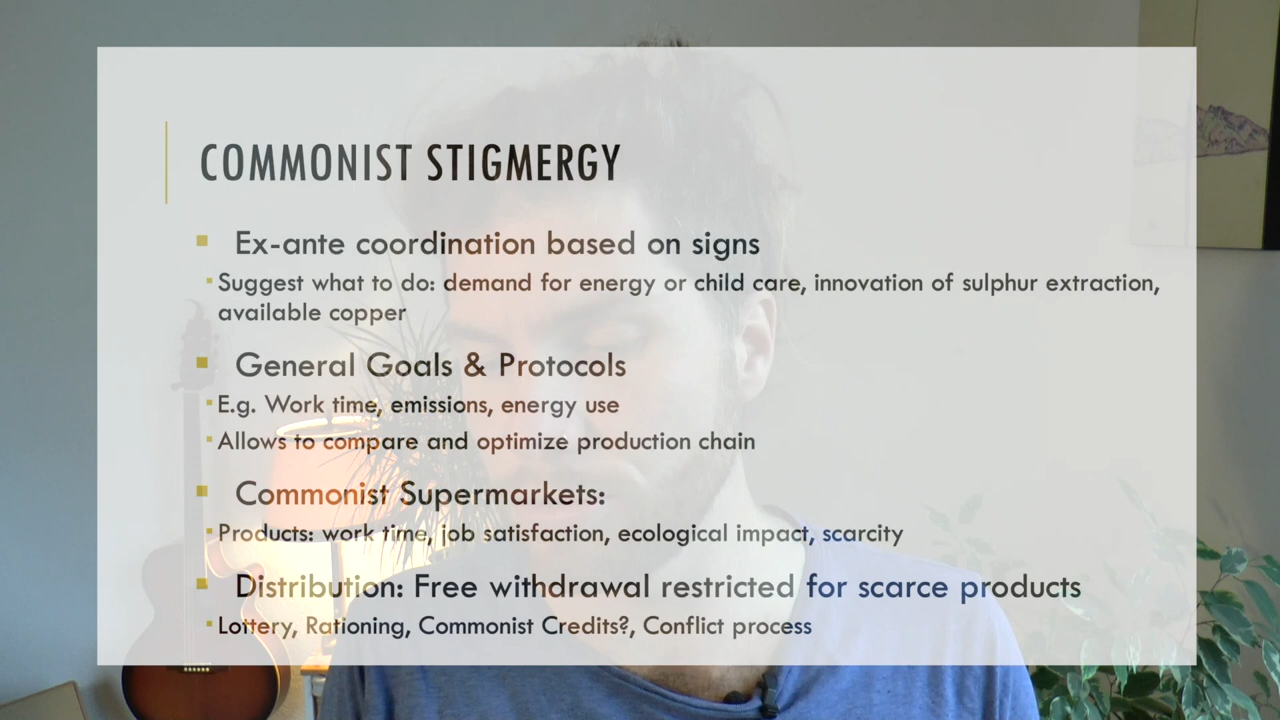 COMMONIST STIGMERGY
Ex-ante coordination based on signs
Suggest what to do: demand for energy or child care, innovation of sulphur extraction,
available copper
General Goals & Protocols
E.g. Work time, emissions, energy use
Allows to compare and optimize production chain
Commonist Supermarkets:
Products: work time, job satisfaction, ecological impact, scarcity
Distribution: Free withdrawal restricted for scarce products
Lottery, Rationing, Commonist Credits?, Conflict process